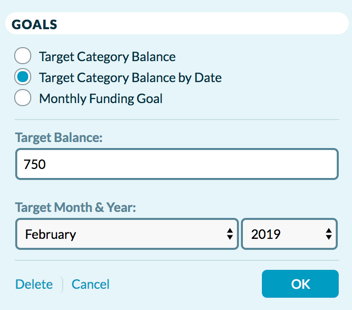 GOALS
Target Category Balance
Target Category Balance by Date
Monthly Funding Goal
Target Balance:
750
Target Month & Year:
February 2019
Delete Cancel OK